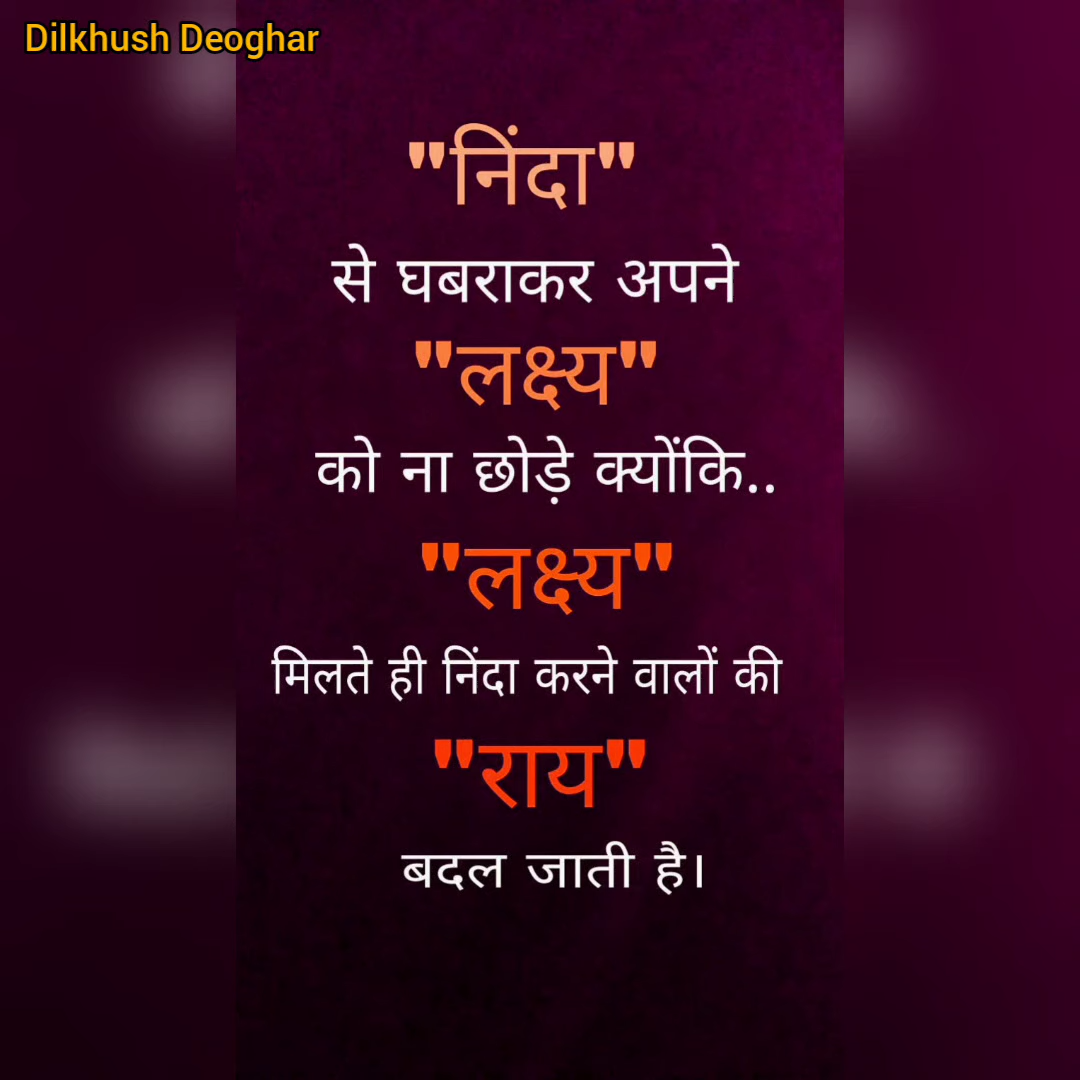 Dilkhush Deoghar
"निंदा"
से घबराकर अपने
"लक्ष्य"
को ना छोड़े क्योंकि..
"लक्ष्य"
मिलते ही निंदा करने वालों की
"राय"
बदल जाती है।